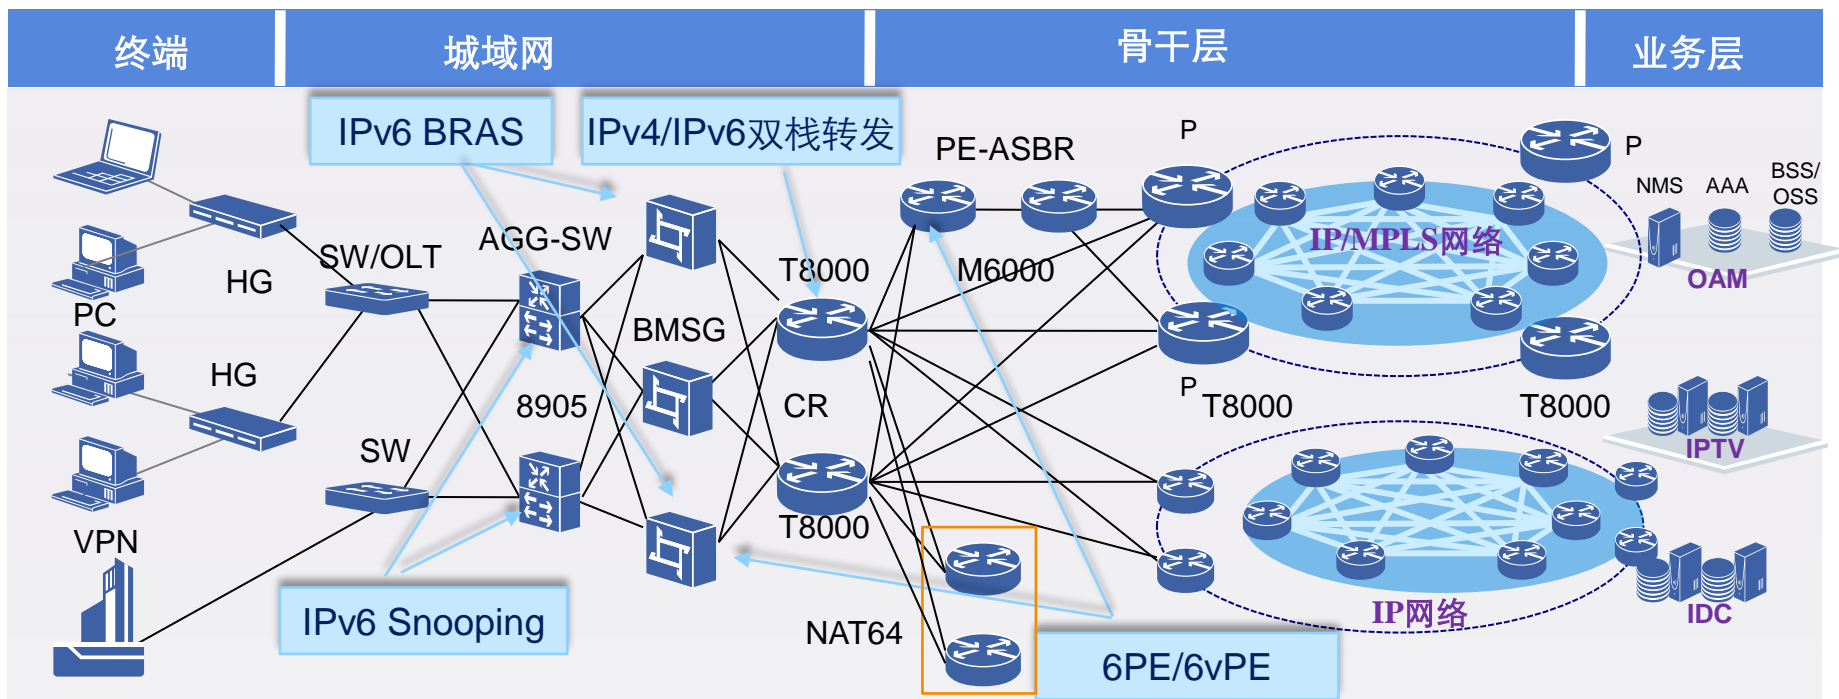 终端
城域网
骨干层
业务层
IPv6 BRAS
IPv4/IPv6双栈转发
PE-ASBR
P
P
NMS
AAA
BSS/
OSS
AGG-SW
SW/OLT
HG
T8000
M6000
IP/MPLS网络
OAM
PC
BMSG
HG
8905
CR
P
T8000
T8000
SW
IPTV
T8000
VPN
IPv6 Snooping
NAT64
6PE/6vPE
IP网络
IDC